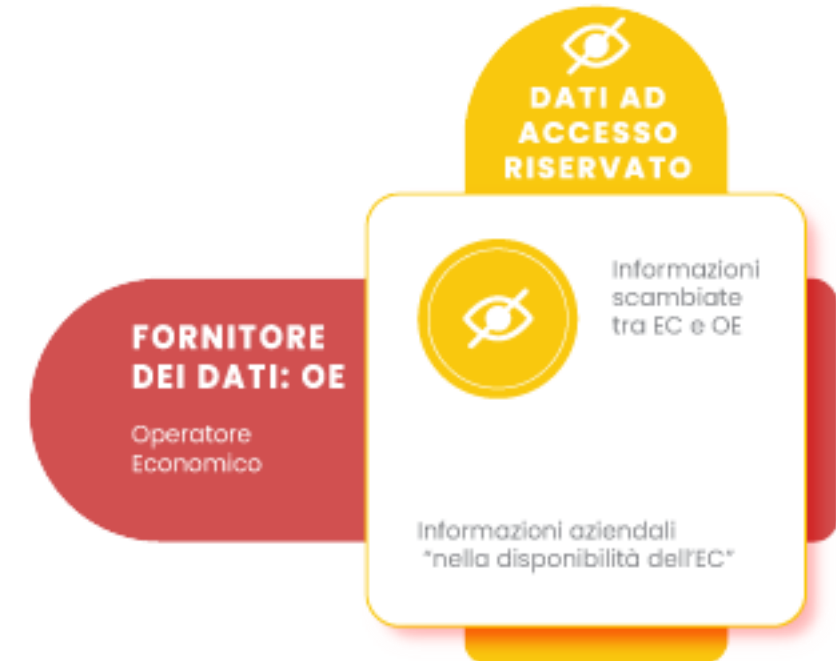 DATI AD
ACCESSO
RISERVATO
Informazioni
scambiate
tra EC e OE
FORNITORE
DEI DATI: OE
Operatore
Economico
Informazioni aziendali
“nella disponibilità dell'EC”